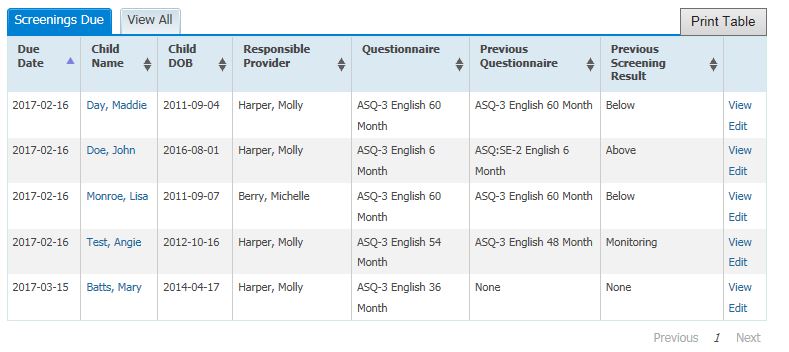 Screenings Due View All Print Table
Due Date Child Name Child DOB Responsible Provider Questionnaire Previous Questionnaire Previous Screening Result
2017-02-16 Day, Maddie 2011-09-04 Harper, Molly ASQ-3 English 60 Month ASQ-3 English 60 Month Below View Edit
2017-02-16 Doe, John 2016-08-01 Harper, Molly ASQ-3 English 6 Month ASQ:SE-2 English 6 Month Above View Edit
2017-02-16 Monroe, Lisa 2011-09-07 Berry, Michelle ASQ-3 English 60 Month ASQ-3 English 60 Month Below View Edit
2017-02-16 Test, Angie 2012-10-16 Harper, Molly ASQ-3 English 54 Month ASQ-3 English 48 Month Monitoring View Edit
2017-03-15 Batts, Mary 2014-04-17 Harper, Molly ASQ-3 English 36 Month None None View Edit
Previous 1 Next